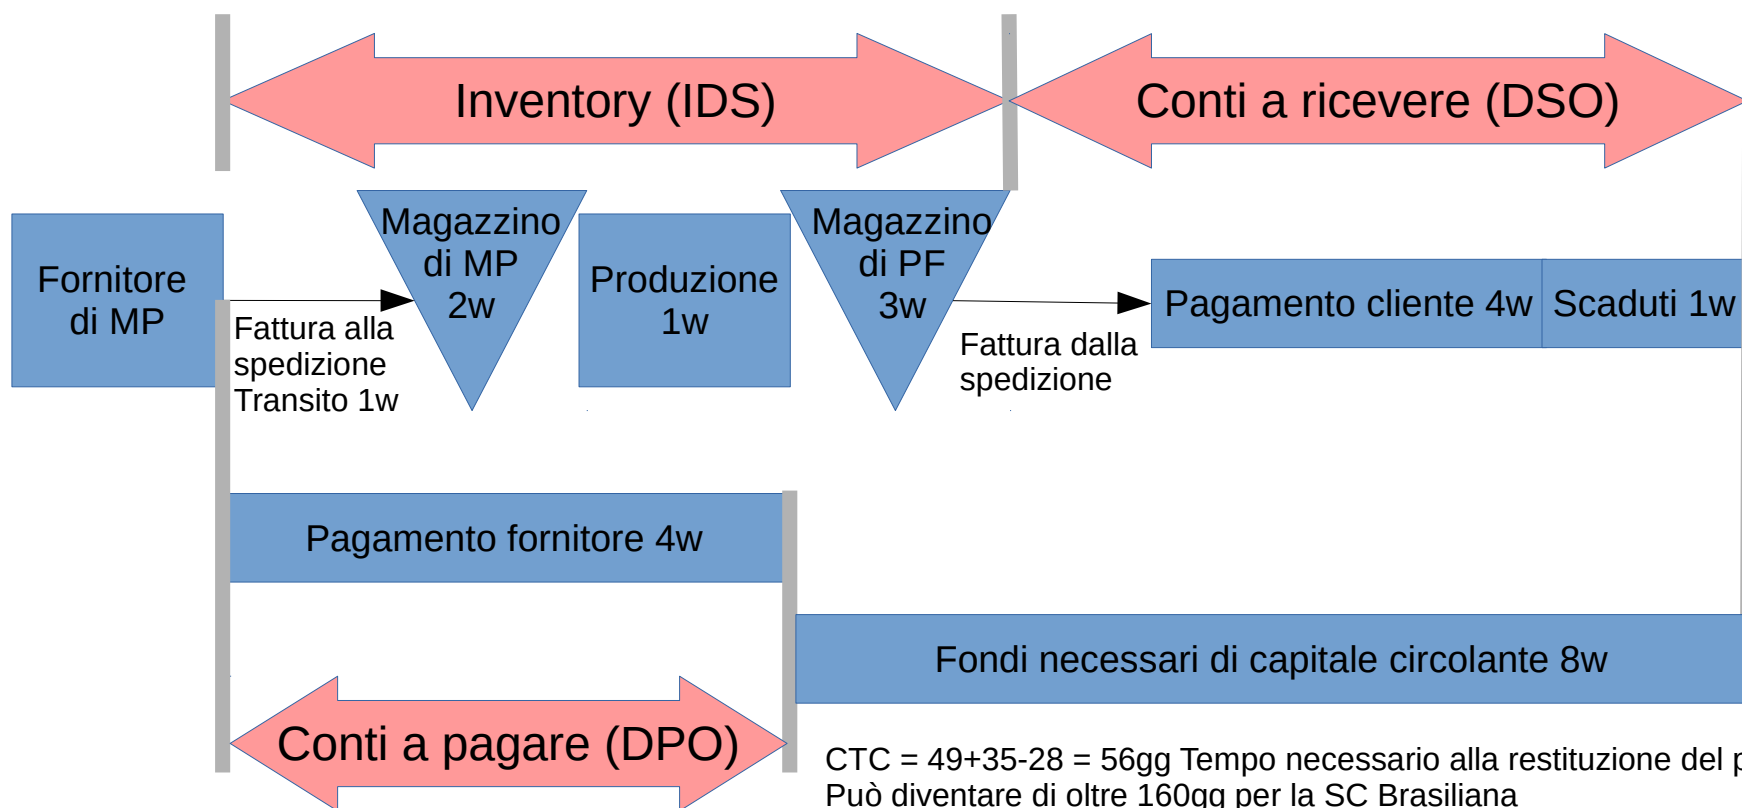 Inventory (IDS)
Conti a ricevere (DSO)
Fornitore
di MP
Fattura alla
spedizione
Transito 1w
Magazzino
di MP
2w
Produzione
1w
Magazzino
di PF
3w
Fattura dalla
spedizione
Pagamento cliente 4w
Scaduti 1w
Pagamento fornitore 4w
Fondi necessari di capitale circolante 8w
Conti a pagare (DPO)
CTC = 49+35-28 = 56gg Tempo necessario alla restituzione del
Può diventare di oltre 160gg per la SC Brasiliana